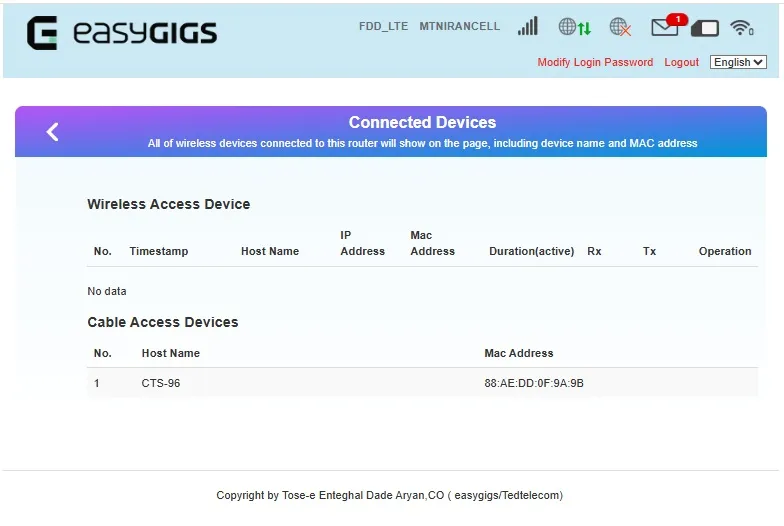 easyGIGS
FDD_LTE MTNIRANCELL 1 0
Modify Login Password Logout English
Connected Devices
All of wireless devices connected to this router will show on the page, including device name and MAC address
Wireless Access Device
No. Timestamp Host Name IP Address Mac Address Duration(active) Rx Tx Operation
No data
Cable Access Devices
No. Host Name Mac Address
1 CTS-96 88:AE:DD:0F:9A:9B
Copyright by Tose-e Enteghal Dade Aryan,CO ( easygigs/Tedtelecom)